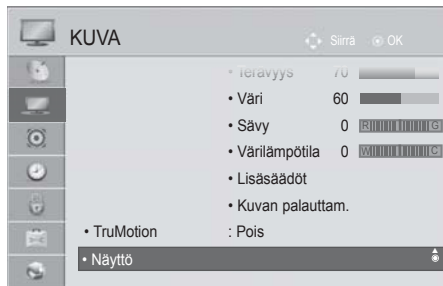 KUVA
Siirrä OK
• Terävyys 70
• Väri 60
• Sävy 0 R G
• Värilämpötila 0 W C
• Lisäsäädöt
• Kuvan palauttam.
• TruMotion : Pois
• Näyttö